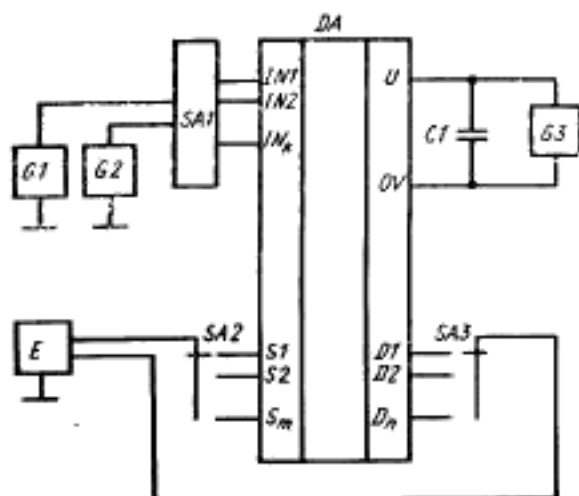 DA
IN1
U
IN2
SA1
C1
G3
G1
G2
INk
0V
SA2
SA3
E
S1
D1
S2
D2
Sm
Dn